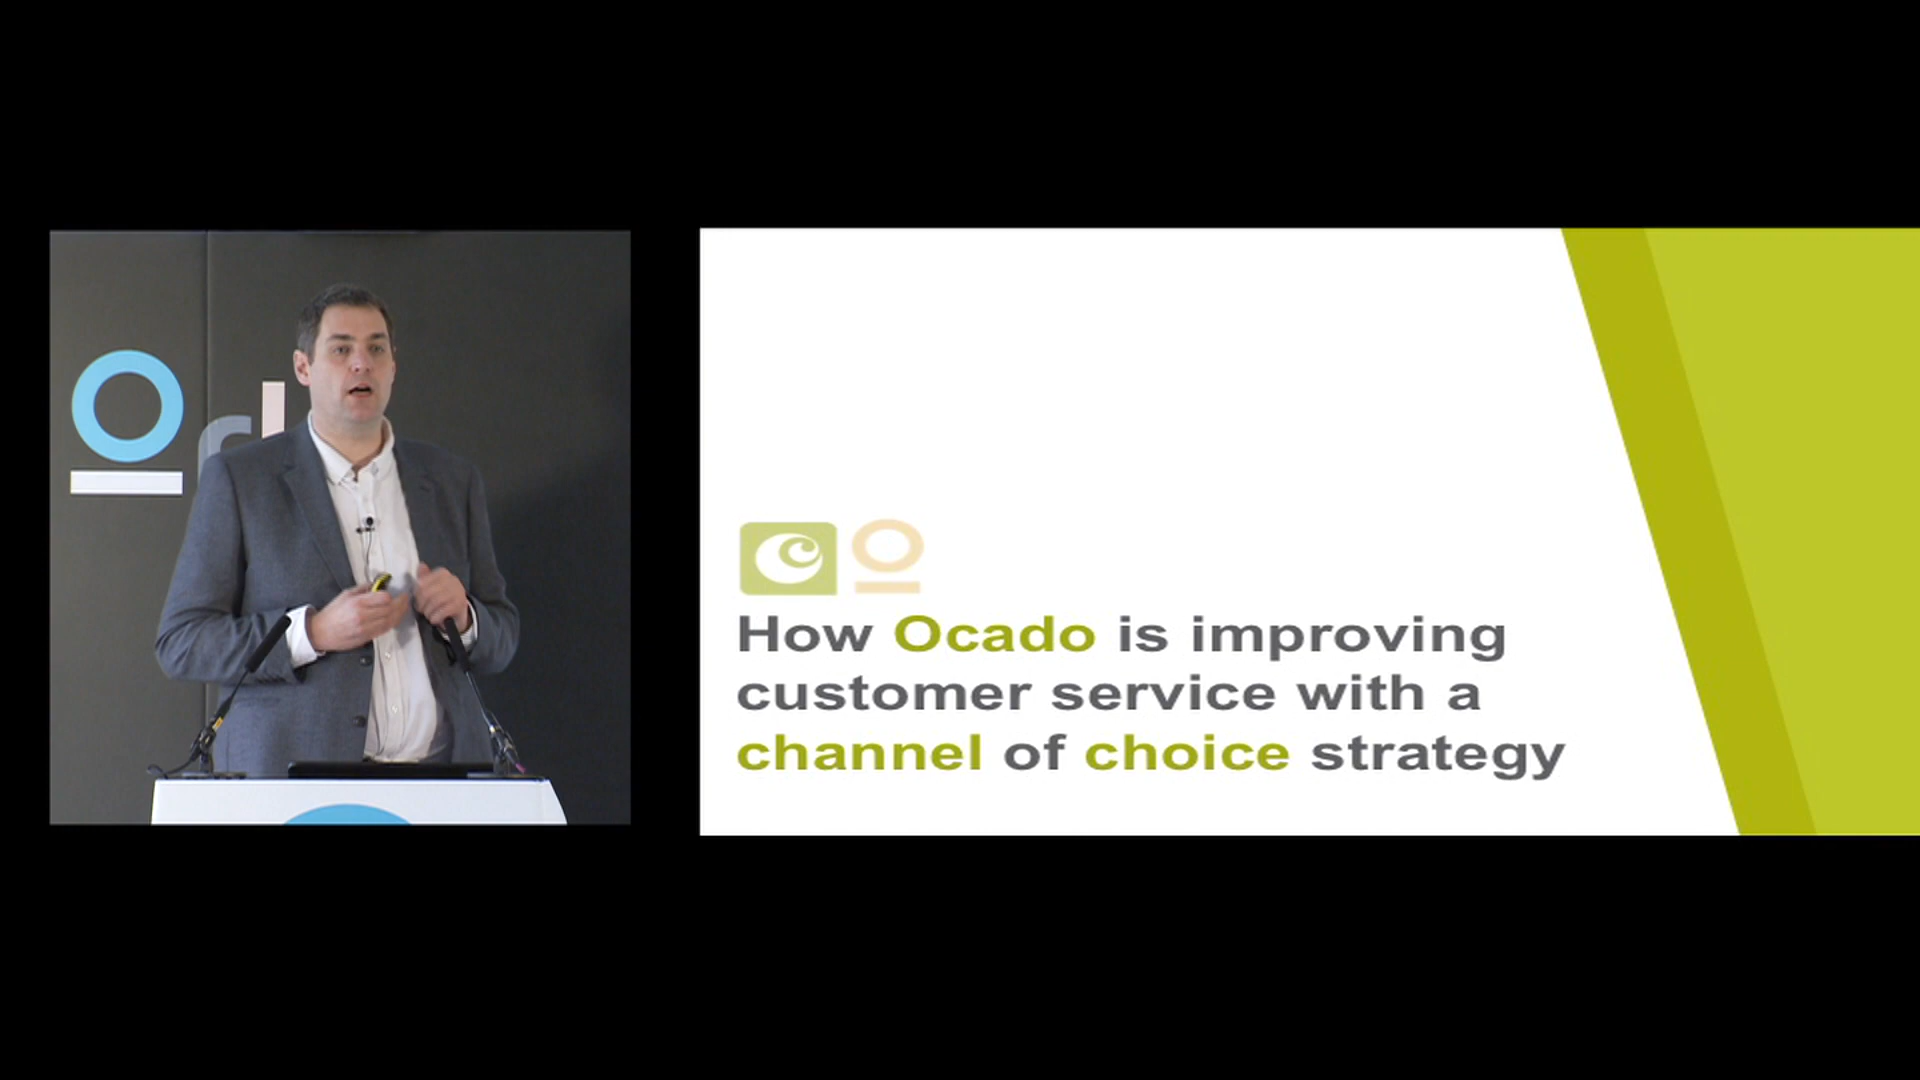 How Ocado is improving
customer service with a
channel of choice strategy